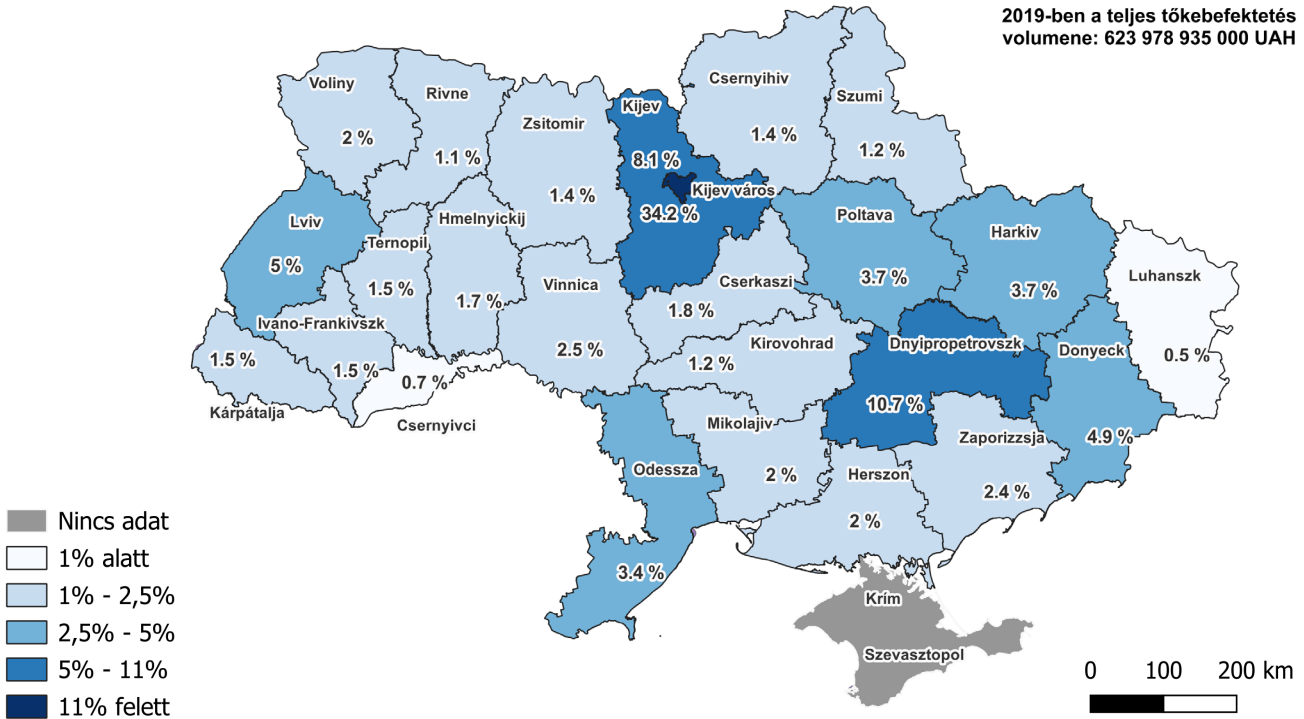 2019-ben a teljes tőkebefektetés
volumene: 623 978 935 000 UAH
Voliny
2 %
Rivne
1.1 %
Zsitomir
1.4 %
Kijev
8.1 %
Kijev város
34.2 %
Csernyihiv
1.4 %
Szumi
1.2 %
Lviv
5 %
Ternopil
1.5 %
Hmelnyickij
1.7 %
Vinnica
2.5 %
Cserkaszi
1.8 %
Poltava
3.7 %
Harkiv
3.7 %
Luhanszk
0.5 %
Ivano-Frankivszk
1.5 %
1.5 %
Kárpátalja
0.7 %
Csernyivci
Kirovohrad
1.2 %
Dnyipropetrovszk
10.7 %
Donyeck
4.9 %
Odessza
3.4 %
Mikolajiv
2 %
Herszon
2 %
Zaporizzsja
2.4 %
Krím
Szevasztopol
Nincs adat
1% alatt
1% - 2,5%
2,5% - 5%
5% - 11%
11% felett
0 100 200 km